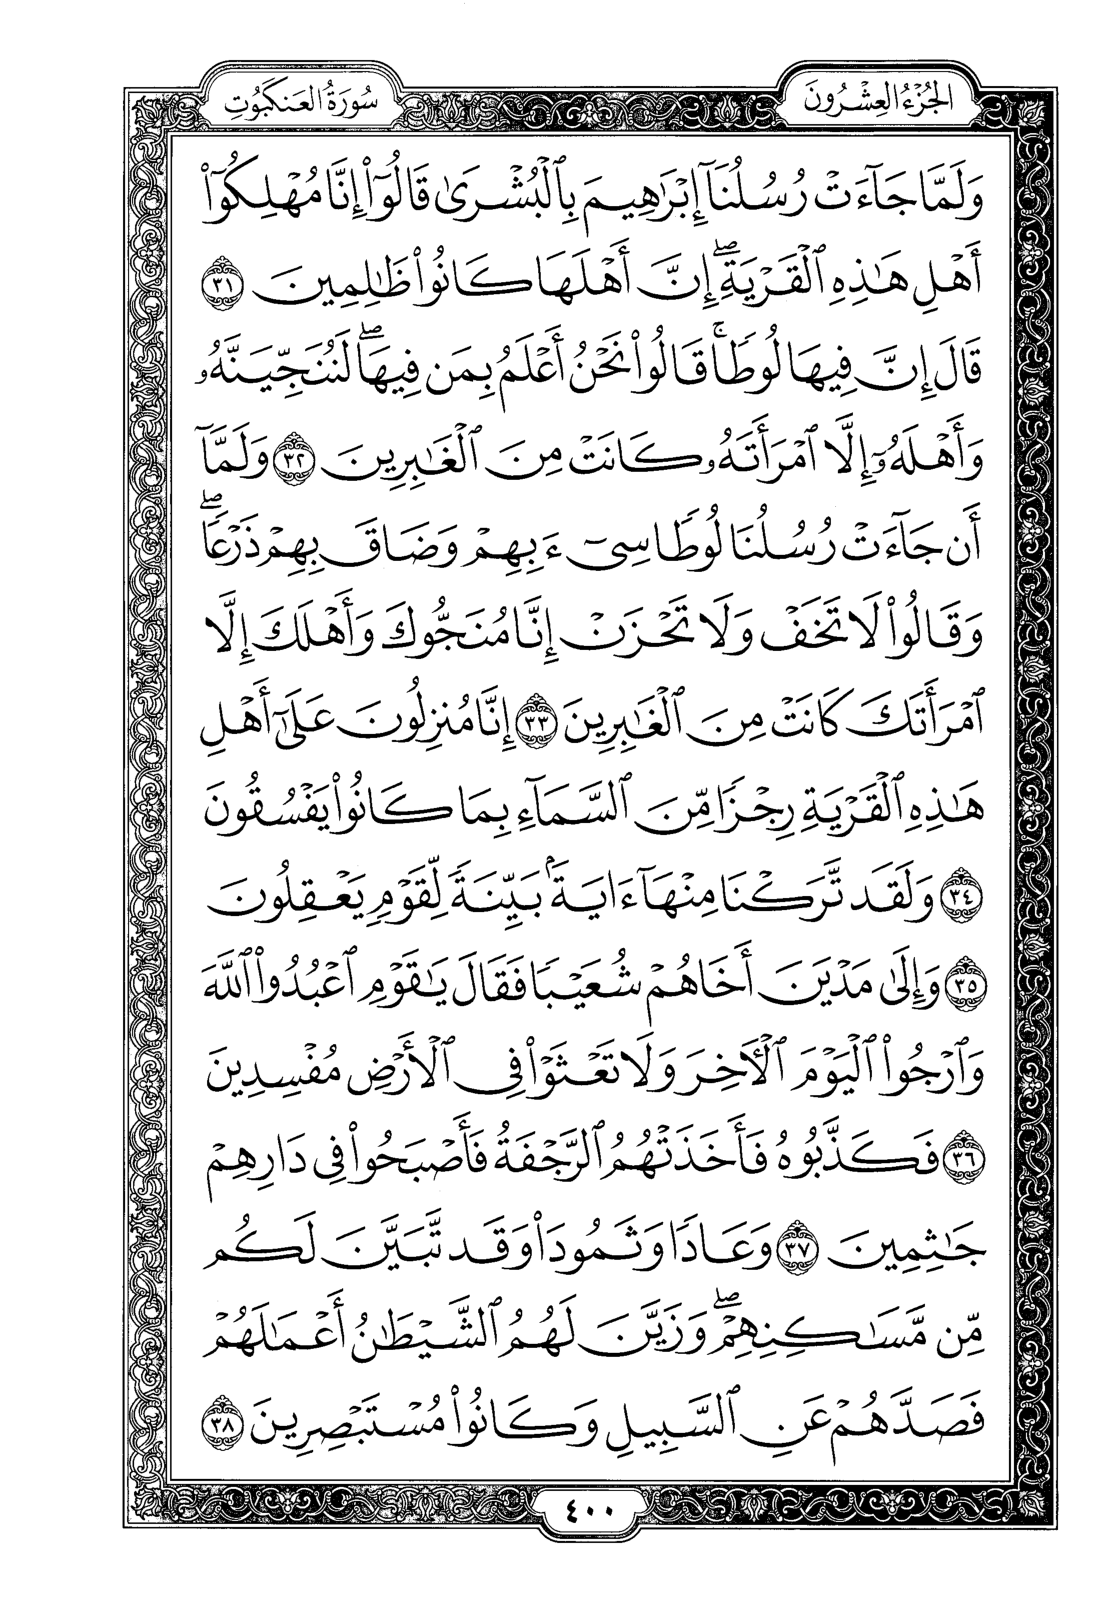 الجُزْءُ العِشْرُونَ
سُورَةُ العَنكَبُوتِ
وَلَمَّا جَآءَتْ رُسُلُنَآ إِبْرَٰهِيمَ بِٱلْبُشْرَىٰ قَالُوٓا۟ إِنَّا مُهْلِكُوٓا۟
أَهْلِ هَٰذِهِ ٱلْقَرْيَةِ ۖ إِنَّ أَهْلَهَا كَانُوا۟ ظَٰلِمِينَ ٣١
قَالَ إِنَّ فِيهَا لُوطًا ۚ قَالُوا۟ نَحْنُ أَعْلَمُ بِمَن فِيهَا ۖ لَنُنَجِّيَنَّهُۥ
وَأَهْلَهُۥٓ إِلَّا ٱمْرَأَتَهُۥ كَانَتْ مِنَ ٱلْغَٰبِرِينَ ٣٢ وَلَمَّآ
أَن جَآءَتْ رُسُلُنَا لُوطًا سِىٓءَ بِهِمْ وَضَاقَ بِهِمْ ذَرْعًا ۖ
وَقَالُوا۟ لَا تَخَفْ وَلَا تَحْزَنْ إِنَّا مُنَجُّوكَ وَأَهْلَكَ إِلَّا
ٱمْرَأَتَكَ كَانَتْ مِنَ ٱلْغَٰبِرِينَ ٣٣ إِنَّا مُنزِلُونَ عَلَىٰٓ أَهْلِ
هَٰذِهِ ٱلْقَرْيَةِ رِجْزًا مِّنَ ٱلسَّمَآءِ بِمَا كَانُوا۟ يَفْسُقُونَ
٣٤ وَلَقَد تَّرَكْنَا مِنْهَآ ءَايَةًۢ بَيِّنَةً لِّقَوْمٍ يَعْقِلُونَ
٣٥ وَإِلَىٰ مَدْيَنَ أَخَاهُمْ شُعَيْبًا فَقَالَ يَٰقَوْمِ ٱعْبُدُوا۟ ٱللَّهَ
وَٱرْجُوا۟ ٱلْيَوْمَ ٱلْءَاخِرَ وَلَا تَعْثَوْا۟ فِى ٱلْأَرْضِ مُفْسِدِينَ
٣٦ فَكَذَّبُوهُ فَأَخَذَتْهُمُ ٱلرَّجْفَةُ فَأَصْبَحُوا۟ فِى دَارِهِمْ
جَٰثِمِينَ ٣٧ وَعَادًا وَثَمُودَا۟ وَقَد تَّبَيَّنَ لَكُم
مِّن مَّسَٰكِنِهِمْ ۖ وَزَيَّنَ لَهُمُ ٱلشَّيْطَٰنُ أَعْمَٰلَهُمْ
فَصَدَّهُمْ عَنِ ٱلسَّبِيلِ وَكَانُوا۟ مُسْتَبْصِرِينَ ٣٨
٤٠٠